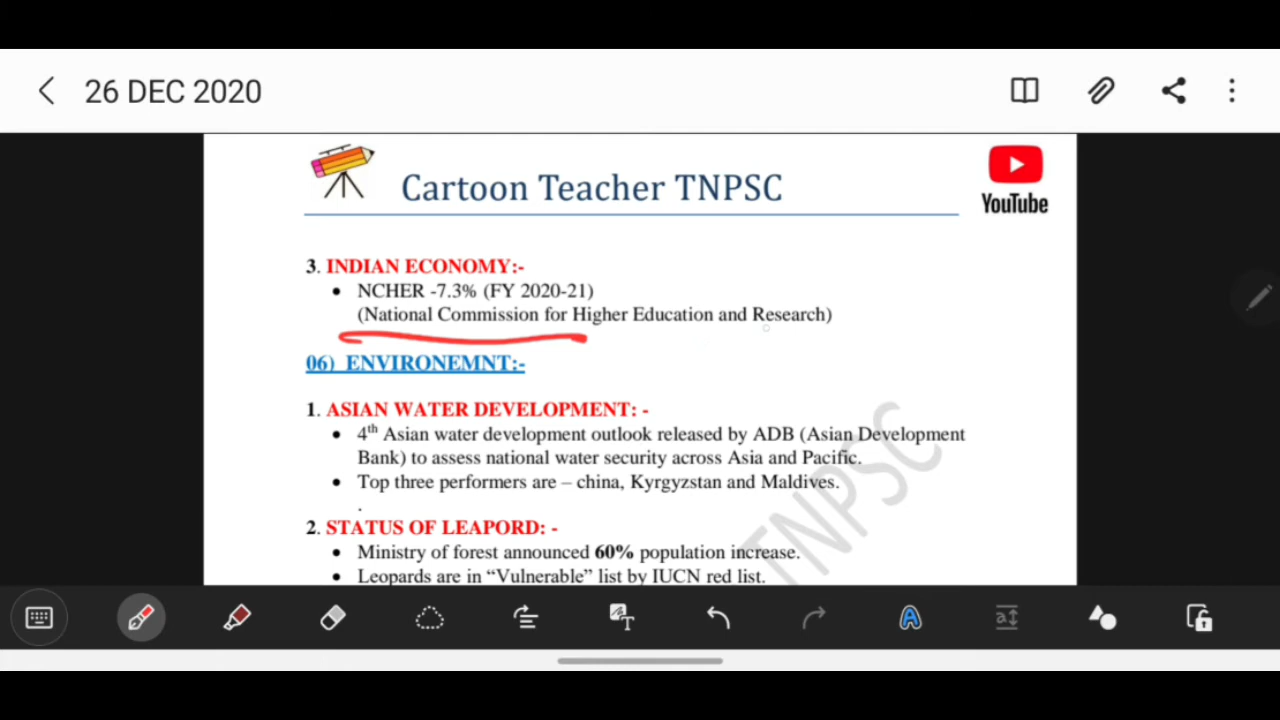 26 DEC 2020
Cartoon Teacher TNPSC
YouTube
3. INDIAN ECONOMY:-
• NCHER -7.3% (FY 2020-21)
(National Commission for Higher Education and Research)
06) ENVIRONEMNT:-
1. ASIAN WATER DEVELOPMENT: -
• 4th Asian water development outlook released by ADB (Asian Development
Bank) to assess national water security across Asia and Pacific.
• Top three performers are – china, Kyrgyzstan and Maldives.
.
2. STATUS OF LEAPORD: -
• Ministry of forest announced 60% population increase.
• Leopards are in “Vulnerable” list by IUCN red list.
TNPSC